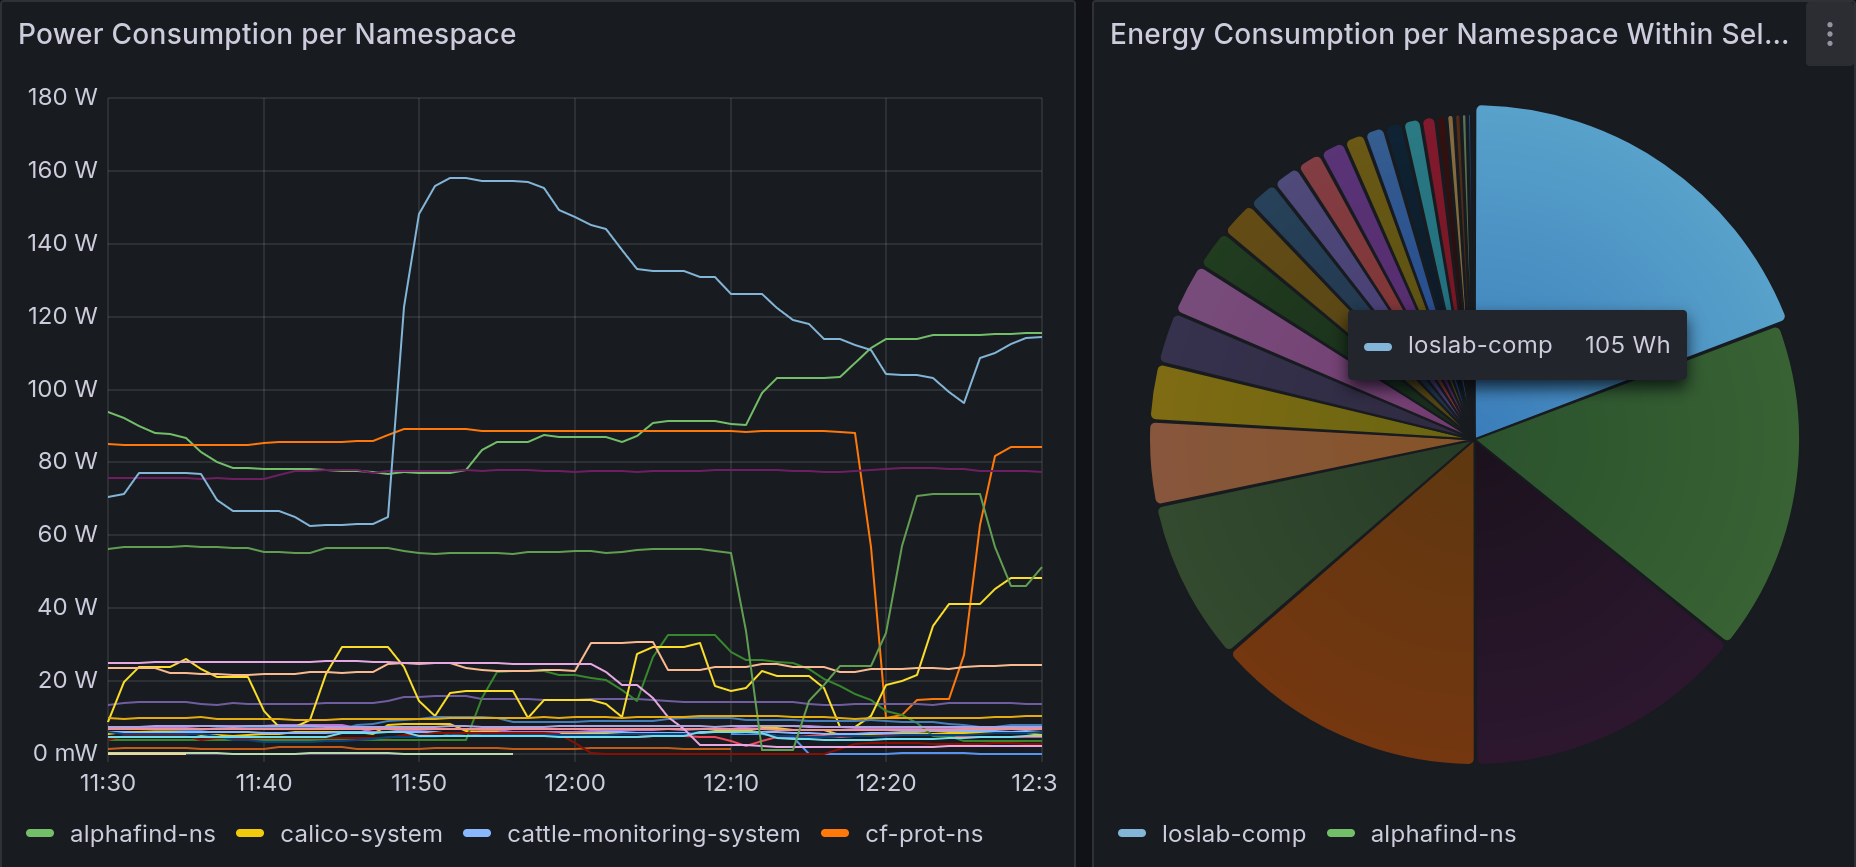 Power Consumption per Namespace
180 W
160 W
140 W
120 W
100 W
80 W
60 W
40 W
20 W
0 mW
11:30 11:40 11:50 12:00 12:10 12:20 12:3
alphafind-ns calico-system cattle-monitoring-system cf-prot-ns
Energy Consumption per Namespace Within Sel...
loslab-comp 105 Wh
loslab-comp alphafind-ns